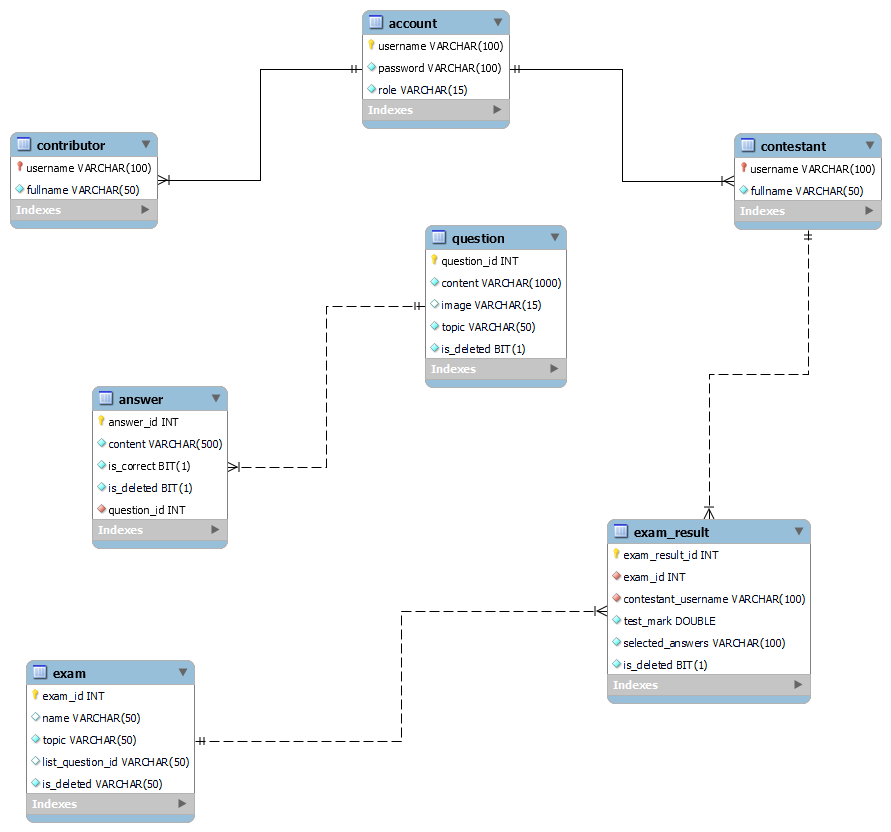 account
username VARCHAR(100)
password VARCHAR(100)
role VARCHAR(15)
Indexes
contributor
username VARCHAR(100)
fullname VARCHAR(50)
Indexes
contestant
username VARCHAR(100)
fullname VARCHAR(50)
Indexes
question
question_id INT
content VARCHAR(1000)
image VARCHAR(15)
topic VARCHAR(50)
is_deleted BIT(1)
Indexes
answer
answer_id INT
content VARCHAR(500)
is_correct BIT(1)
is_deleted BIT(1)
question_id INT
Indexes
exam_result
exam_result_id INT
exam_id INT
contestant_username VARCHAR(100)
test_mark DOUBLE
selected_answers VARCHAR(100)
is_deleted BIT(1)
Indexes
exam
exam_id INT
name VARCHAR(50)
topic VARCHAR(50)
list_question_id VARCHAR(50)
is_deleted VARCHAR(50)
Indexes